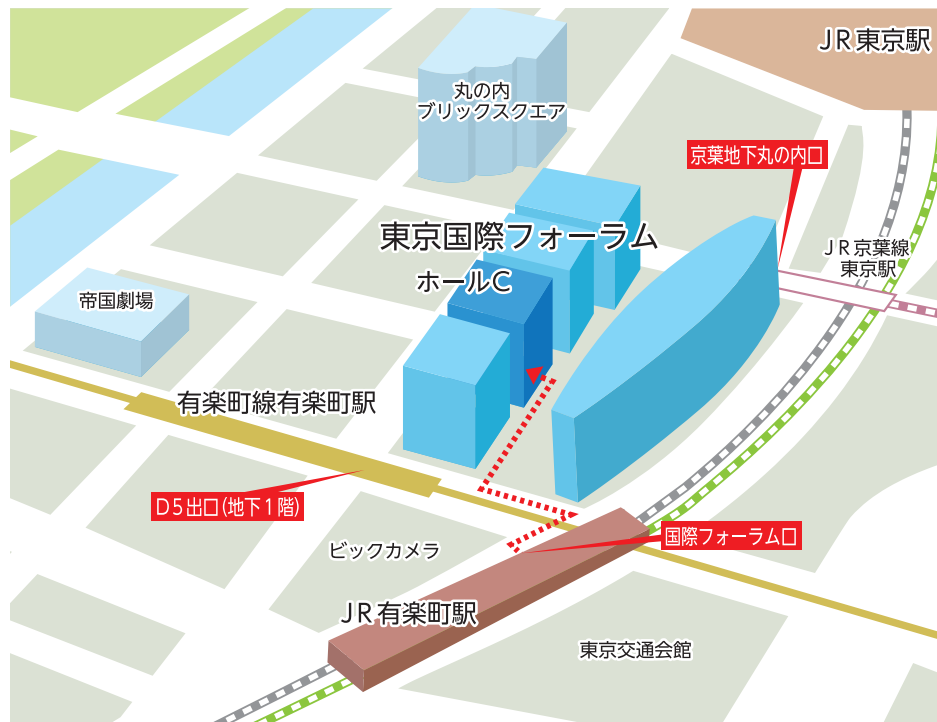 JR東京駅
丸の内
ブリックスクエア
京葉地下丸の内口
東京国際フォーラム
ホールC
JR京葉線
東京駅
帝国劇場
有楽町線有楽町駅
D5出口(地下1階)
国際フォーラム口
ビックカメラ
JR有楽町駅
東京交通会館